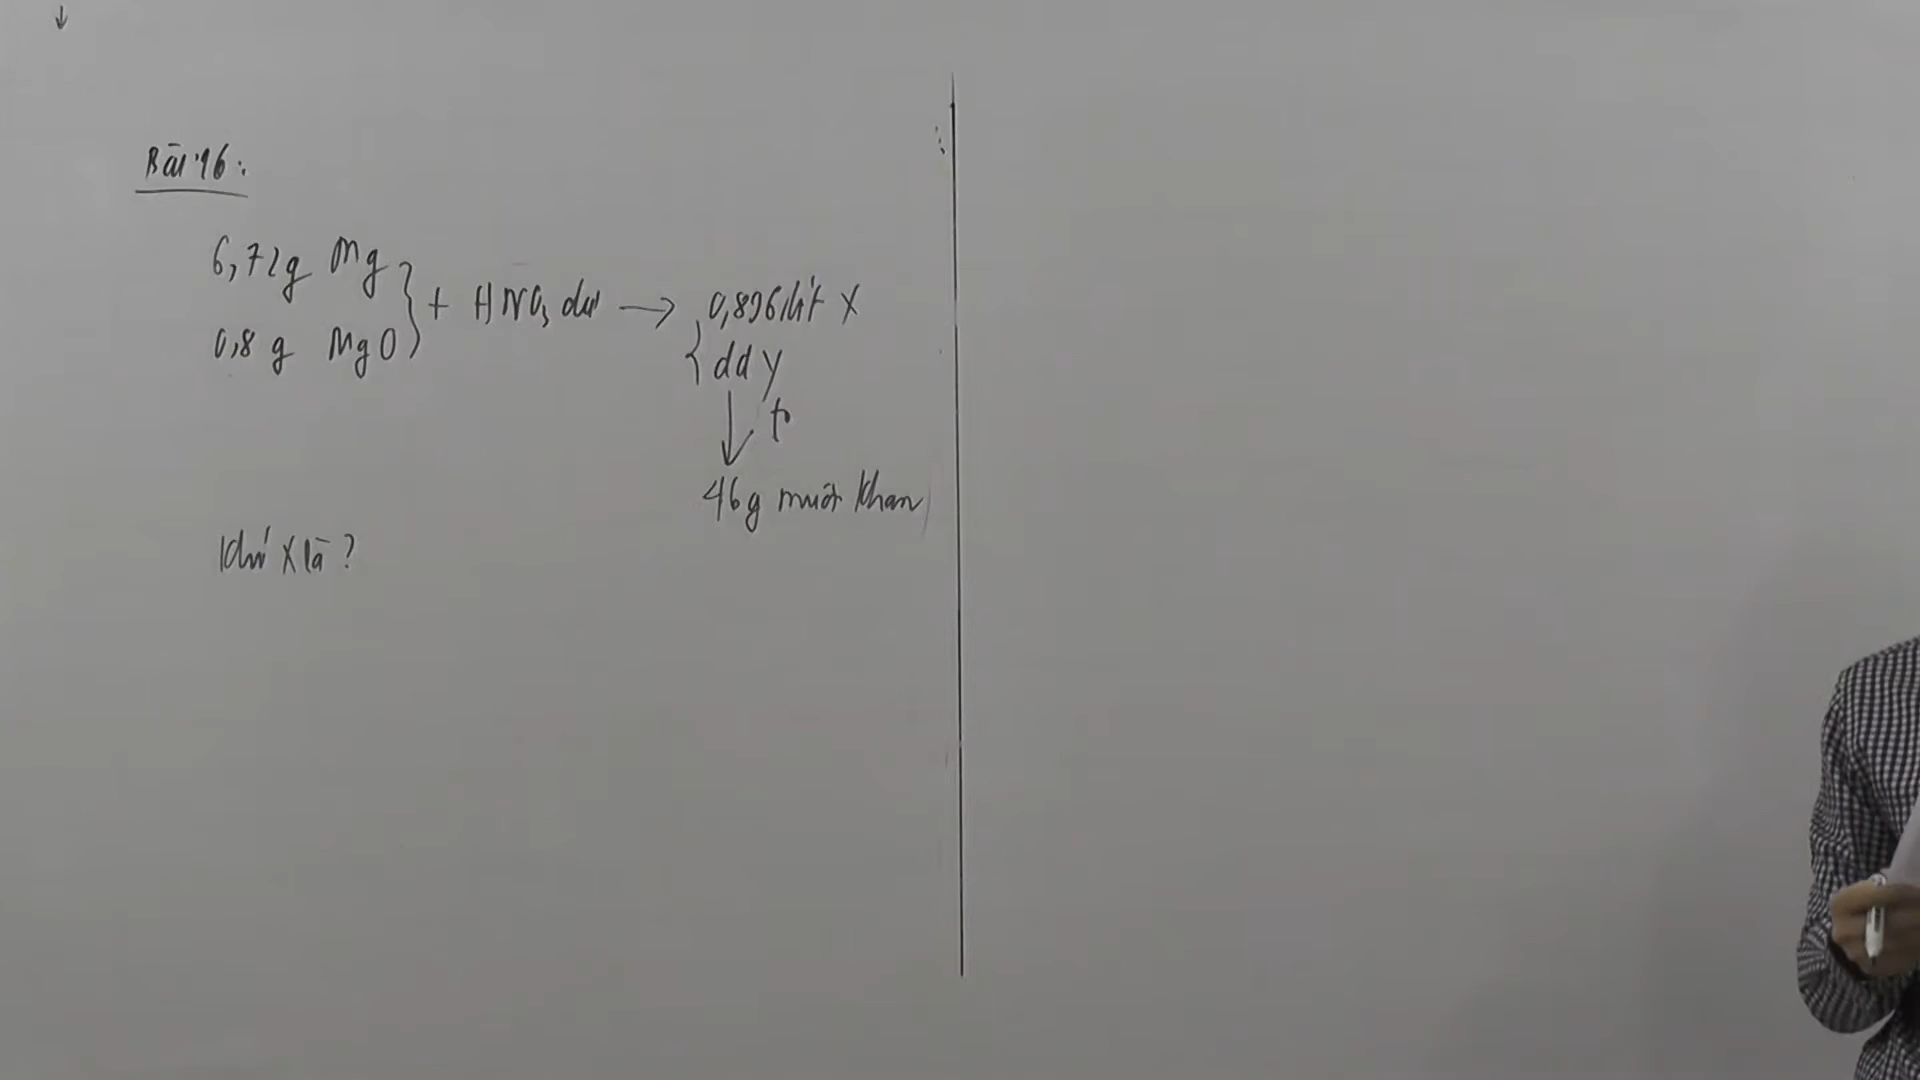 Bài 16:
6,72g Mg
0,8 g MgO
} + HNO3 dư → { 0,896 lít X
dd Y
↓ t°
46g muối khan
Khí X là ?